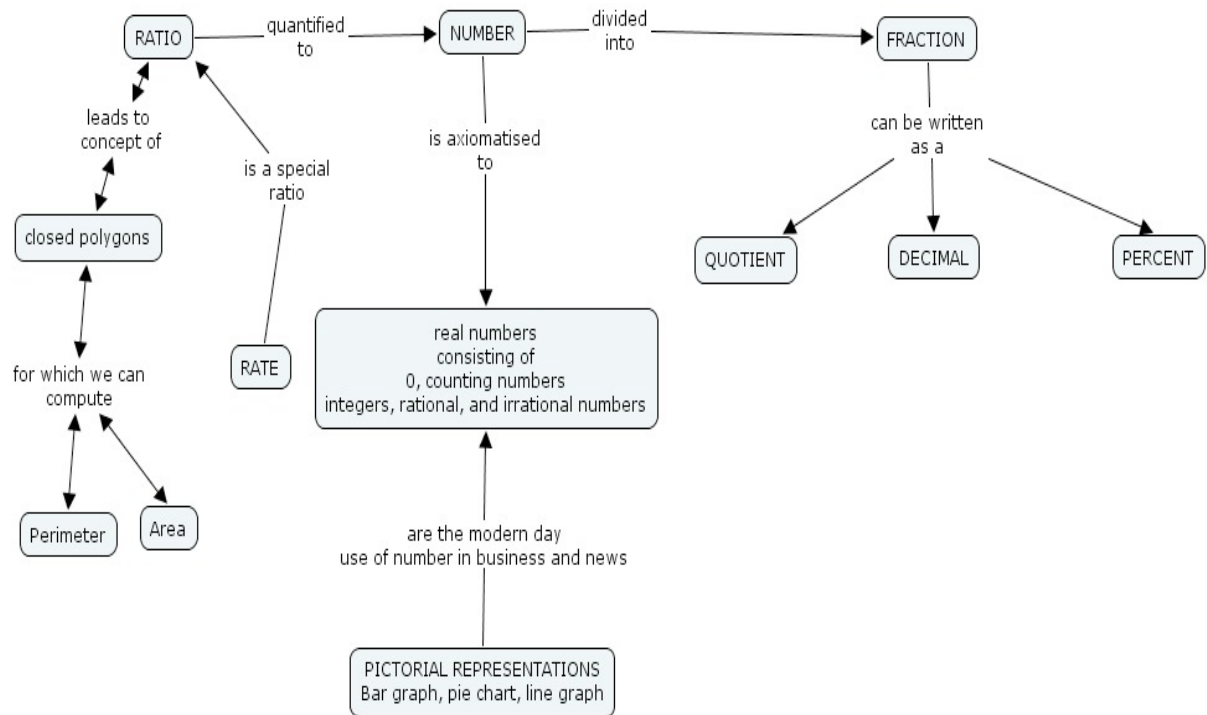 RATIO
quantified
to
NUMBER
divided
into
FRACTION
leads to
concept of
is a special
ratio
is axiomatised
to
can be written
as a
closed polygons
QUOTIENT
DECIMAL
PERCENT
for which we can
compute
RATE
real numbers
consisting of
0, counting numbers
integers, rational, and irrational numbers
Perimeter
Area
are the modern day
use of number in business and news
PICTORIAL REPRESENTATIONS
Bar graph, pie chart, line graph